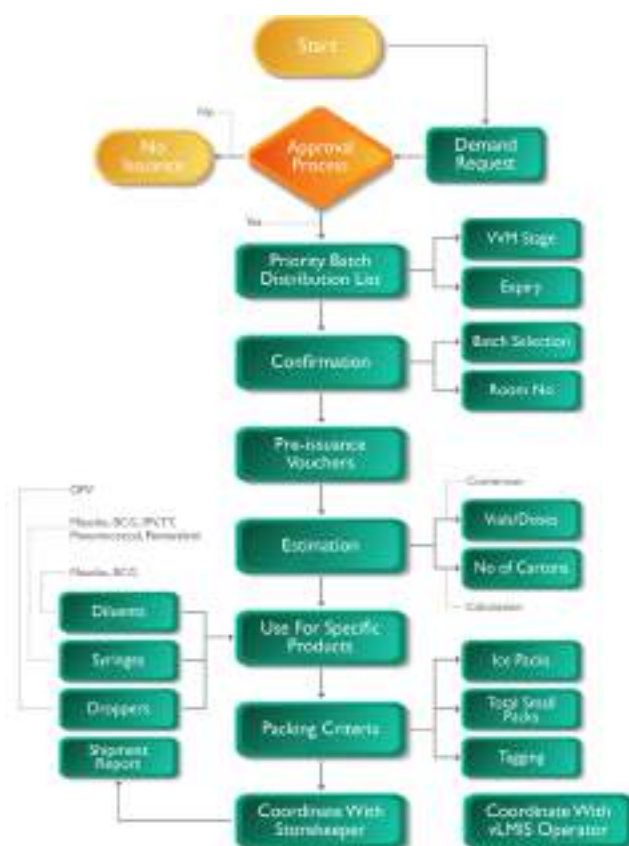 Start
No
Issuance
No
Approval
Process
Demand
Request
Yes
Priority Batch
Distribution List
VVM Stage
Expiry
Confirmation
Batch Selection
Room No
Pre-issuance
Vouchers
OPV
Measles, BCG, IPV, TT,
Pneumococcal, Pentavalent
Measles, BCG
Estimation
Conversion
Vials/Doses
No of Cartons
Calculation
Diluents
Syringes
Droppers
Use For Specific
Products
Ice Packs
Total Small
Packs
Tagging
Packing Criteria
Shipment
Report
Coordinate With
Storekeeper
Coordinate With
vLMIS Operator